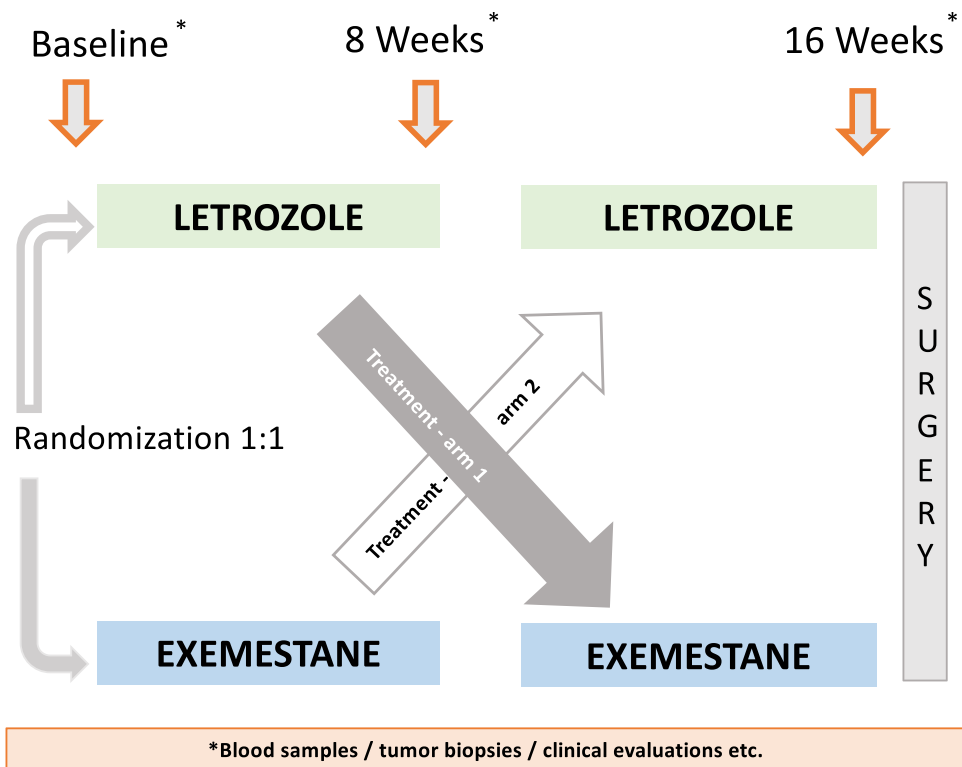 Baseline*
8 Weeks*
16 Weeks*
LETROZOLE
LETROZOLE
Treatment - arm 1
Treatment - arm 2
Randomization 1:1
SURGERY
EXEMESTANE
EXEMESTANE
*Blood samples / tumor biopsies / clinical evaluations etc.